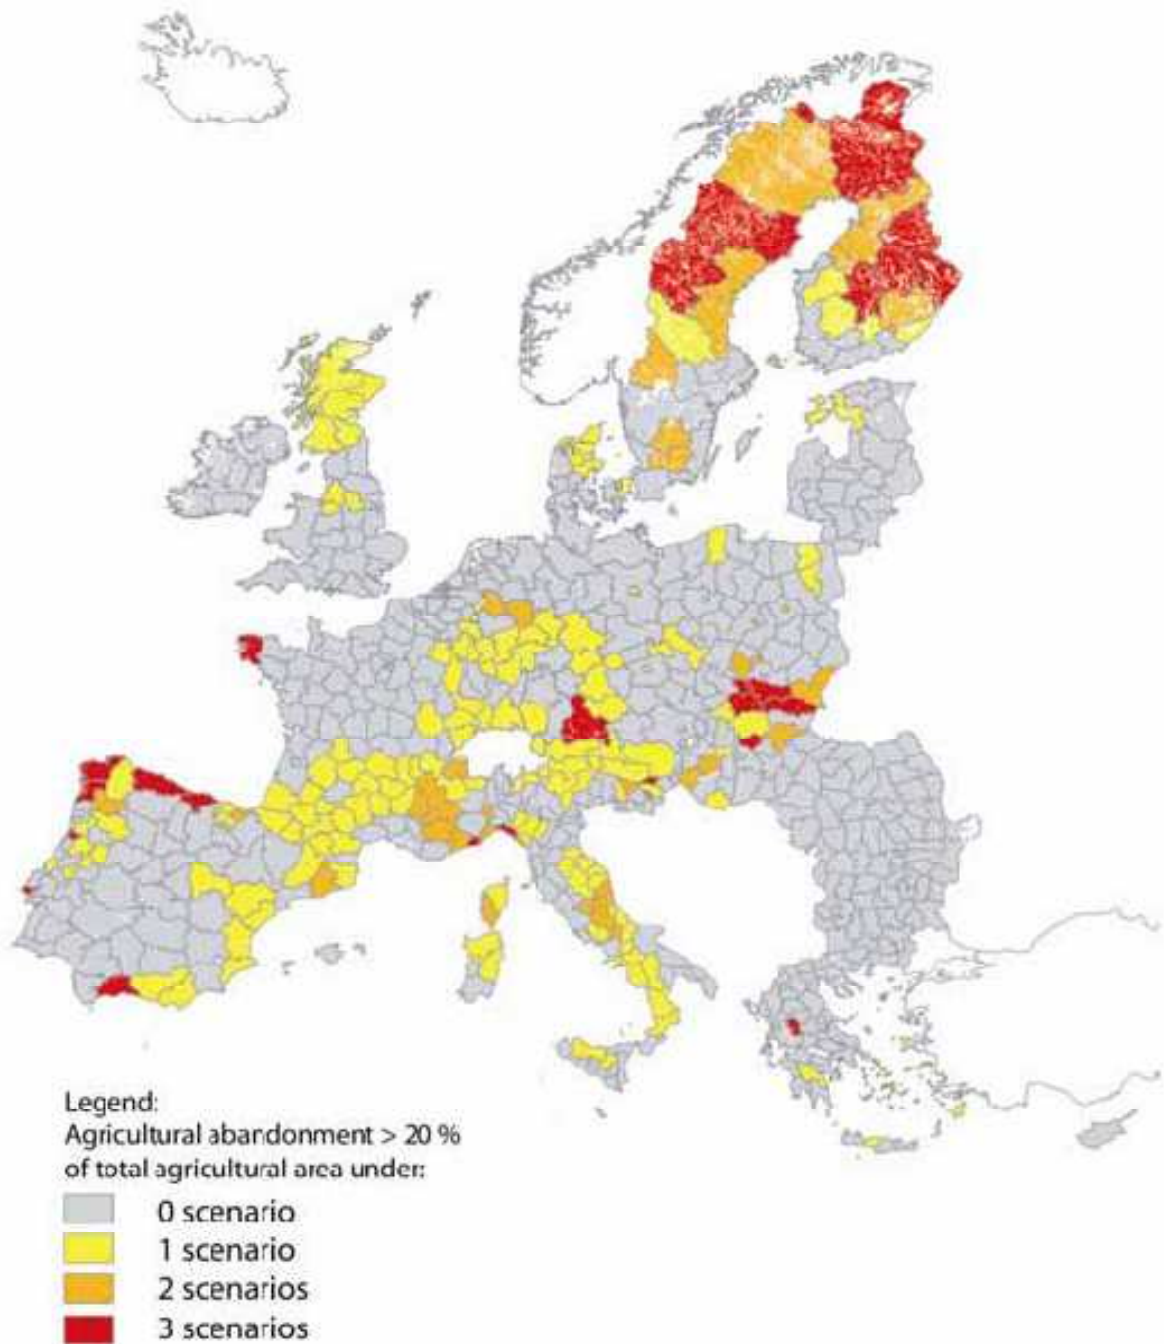 Legend:
Agricultural abandonment > 20 %
of total agricultural area under:
0 scenario
1 scenario
2 scenarios
3 scenarios